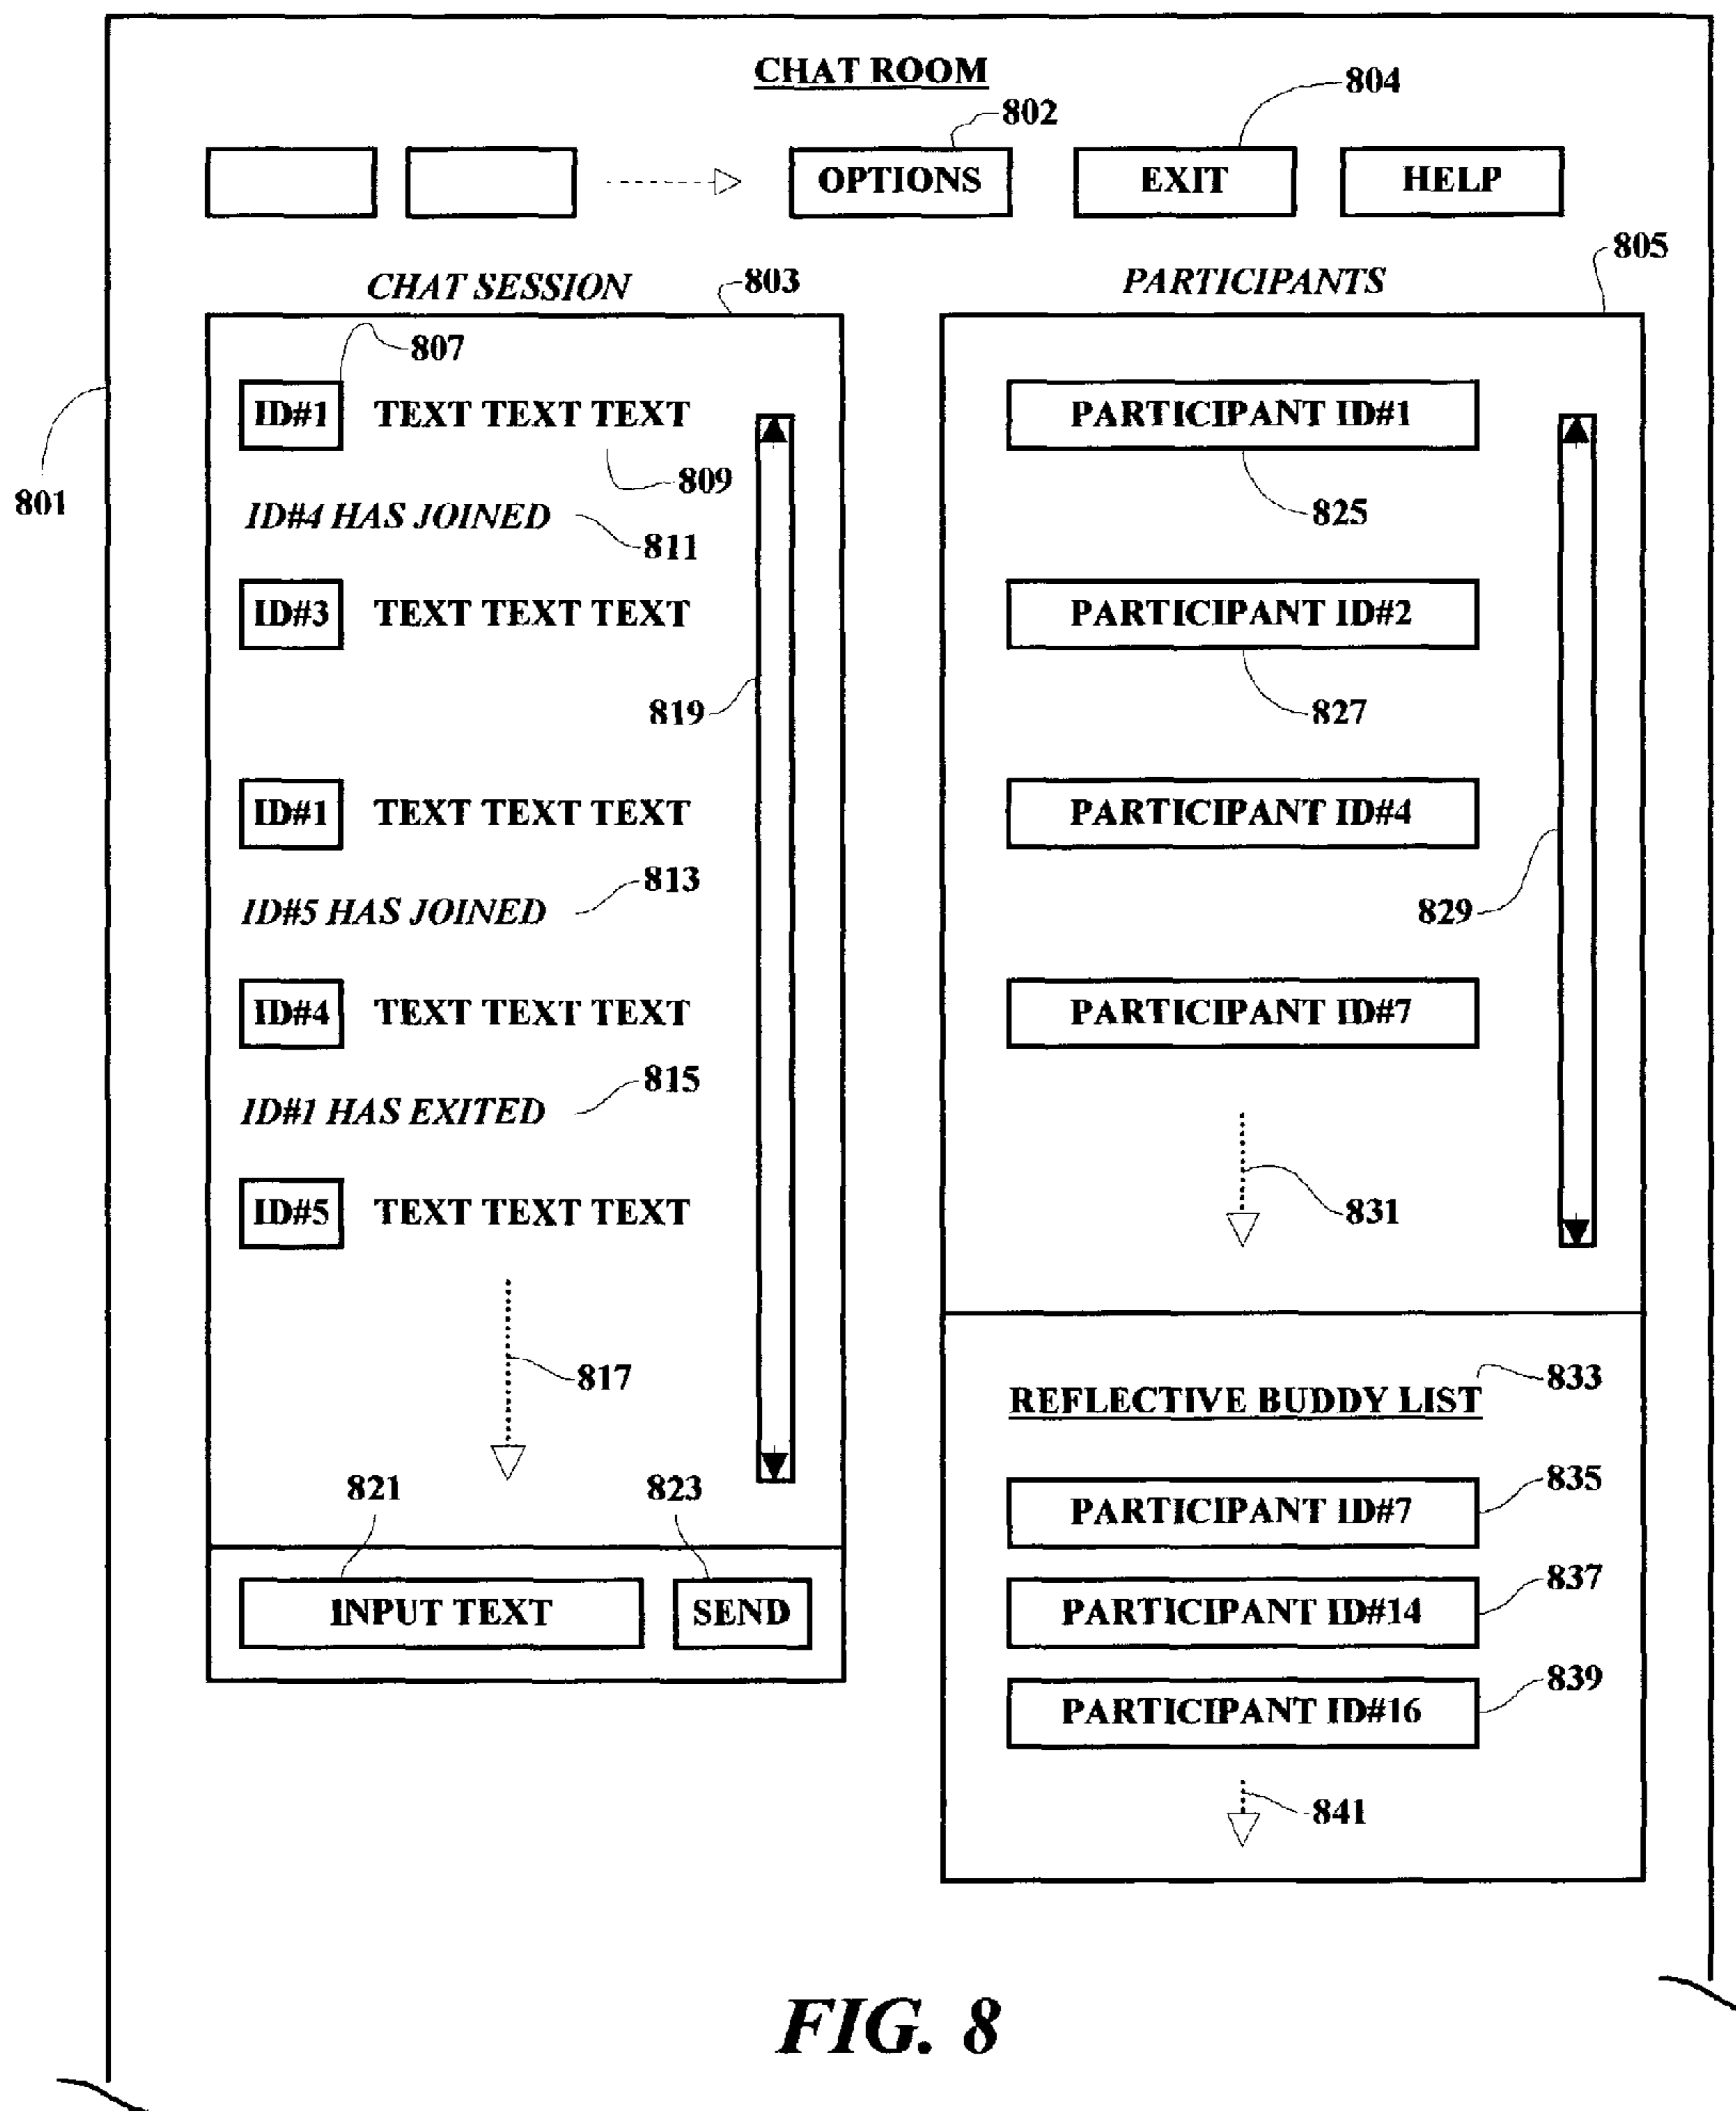 CHAT ROOM
804
802
OPTIONS
EXIT
HELP
805
CHAT SESSION
803
PARTICIPANTS
807
ID#1 TEXT TEXT TEXT
PARTICIPANT ID#1
809
801
825
ID#4 HAS JOINED
811
ID#3 TEXT TEXT TEXT
PARTICIPANT ID#2
819
827
ID#1 TEXT TEXT TEXT
PARTICIPANT ID#4
813
ID#5 HAS JOINED
829
ID#4 TEXT TEXT TEXT
PARTICIPANT ID#7
815
ID#1 HAS EXITED
ID#5 TEXT TEXT TEXT
831
817
833
REFLECTIVE BUDDY LIST
821
823
835
PARTICIPANT ID#7
INPUT TEXT
SEND
837
PARTICIPANT ID#14
839
PARTICIPANT ID#16
841
FIG. 8